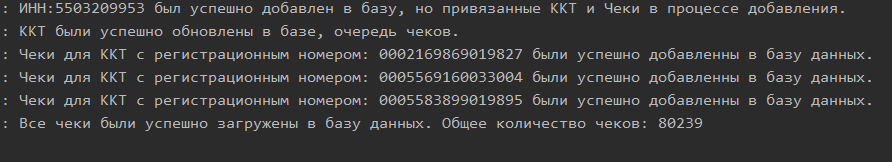 : ИНН:5503209953 был успешно добавлен в базу, но привязанные ККТ и Чеки в процессе добавления.
: ККТ были успешно обновлены в базе, очередь чеков.
: Чеки для ККТ с регистрационным номером: 0002169869019827 были успешно добавленны в базу данных.
: Чеки для ККТ с регистрационным номером: 0005569160033004 были успешно добавленны в базу данных.
: Чеки для ККТ с регистрационным номером: 0005583899019895 были успешно добавленны в базу данных.
: Все чеки были успешно загружены в базу данных. Общее количество чеков: 80239